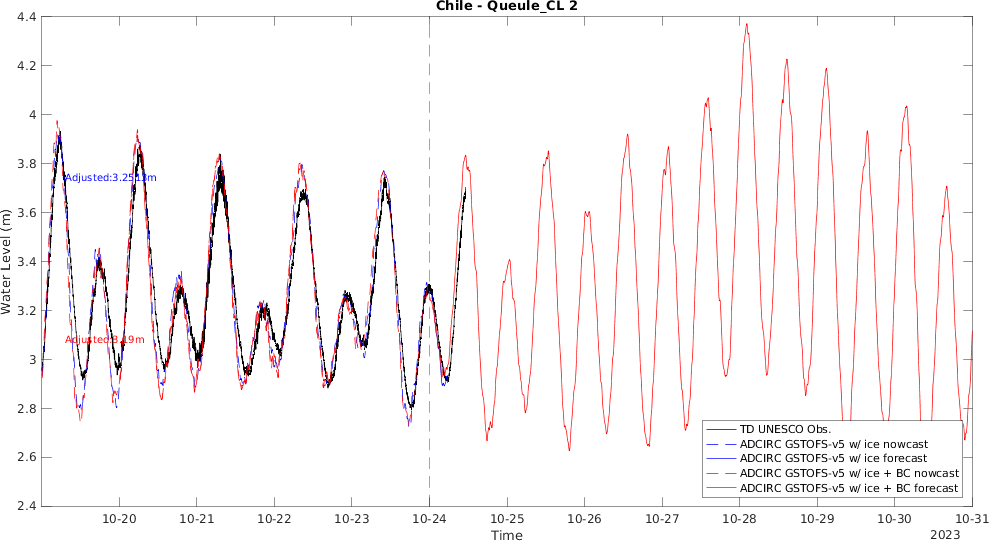 Chile - Queule_CL 2
4.4
4.2
4
3.8
3.6
3.4
3.2
3
2.8
2.6
2.4
Water Level (m)
Adjusted:3.2513m
Adjusted:3.19m
TD UNESCO Obs.
ADCIRC GSTOFS-v5 w/ ice nowcast
ADCIRC GSTOFS-v5 w/ ice forecast
ADCIRC GSTOFS-v5 w/ ice + BC nowcast
ADCIRC GSTOFS-v5 w/ ice + BC forecast
10-20 10-21 10-22 10-23 10-24 10-25 10-26 10-27 10-28 10-29 10-30 10-31
Time
2023